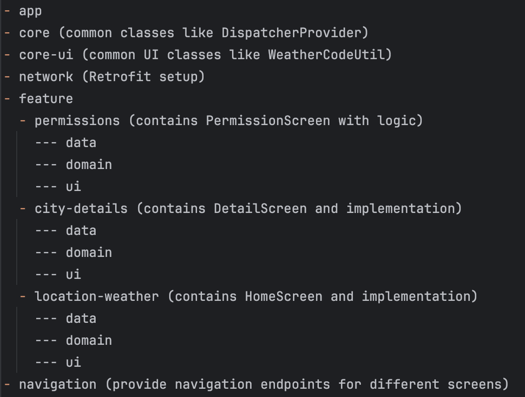 - app
- core (common classes like DispatcherProvider)
- core-ui (common UI classes like WeatherCodeUtil)
- network (Retrofit setup)
- feature
  - permissions (contains PermissionScreen with logic)
    --- data
    --- domain
    --- ui
  - city-details (contains DetailScreen and implementation)
    --- data
    --- domain
    --- ui
  - location-weather (contains HomeScreen and implementation)
    --- data
    --- domain
    --- ui
- navigation (provide navigation endpoints for different screens)